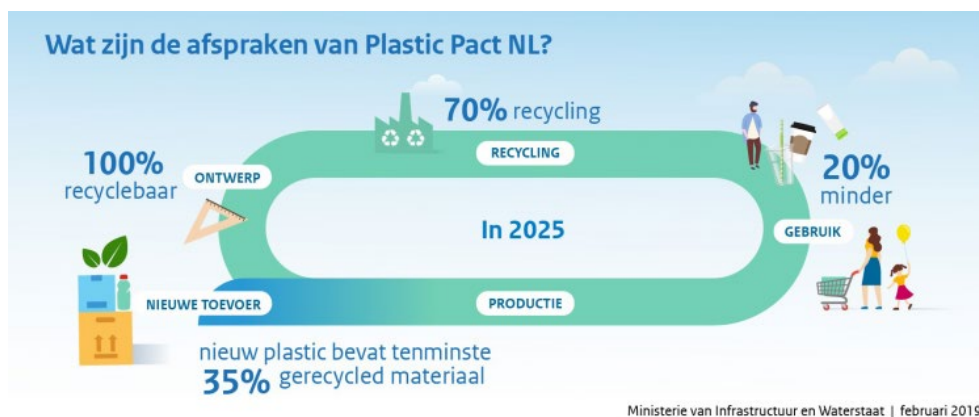 Wat zijn de afspraken van Plastic Pact NL?
70% recycling
RECYCLING
100%
recyclebaar
ONTWERP
20%
minder
In 2025
GEBRUIK
NIEUWE TOEVOER
PRODUCTIE
nieuw plastic bevat tenminste
35% gerecycled materiaal
Ministerie van Infrastructuur en Waterstaat | februari 2019